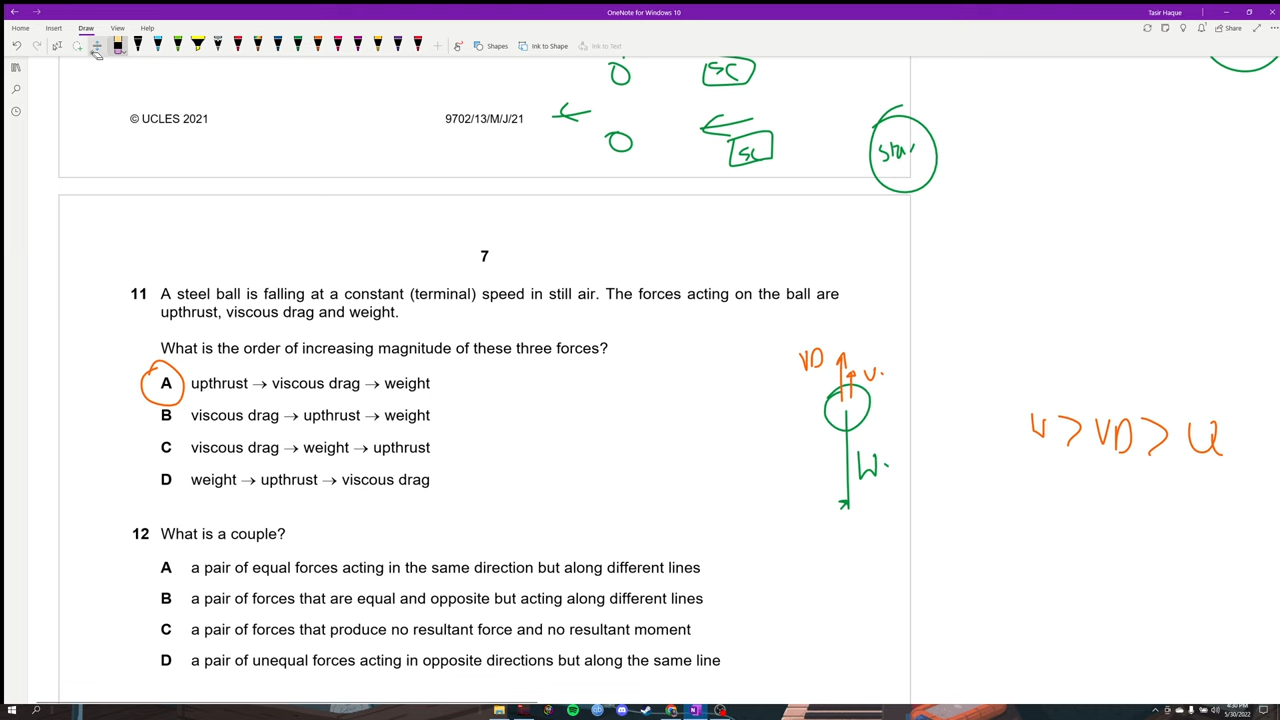 OneNote for Windows 10
Tasir Haque
Home Insert Draw View Help
Share
Shapes Ink to Shape Ink to Text
SC
© UCLES 2021 9702/13/M/J/21
SC
star
7
11 A steel ball is falling at a constant (terminal) speed in still air. The forces acting on the ball are
upthrust, viscous drag and weight.
What is the order of increasing magnitude of these three forces?
A upthrust → viscous drag → weight
B viscous drag → upthrust → weight
C viscous drag → weight → upthrust
D weight → upthrust → viscous drag
VD
U.
W.
W > VD > U
12 What is a couple?
A a pair of equal forces acting in the same direction but along different lines
B a pair of forces that are equal and opposite but acting along different lines
C a pair of forces that produce no resultant force and no resultant moment
D a pair of unequal forces acting in opposite directions but along the same line
4:30 PM
5/30/2022